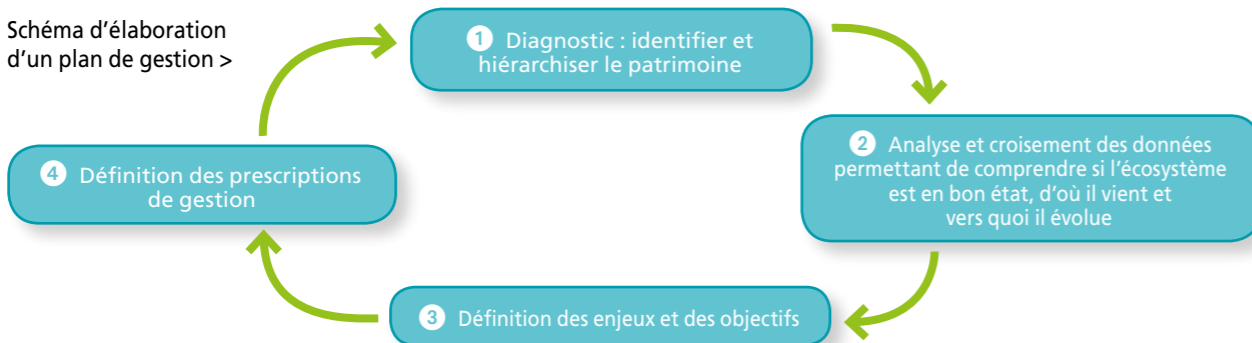 Schéma d’élaboration
d’un plan de gestion >
1 Diagnostic : identifier et
hiérarchiser le patrimoine
2 Analyse et croisement des données
permettant de comprendre si l’écosystème
est en bon état, d’où il vient et
vers quoi il évolue
3 Définition des enjeux et des objectifs
4 Définition des prescriptions
de gestion